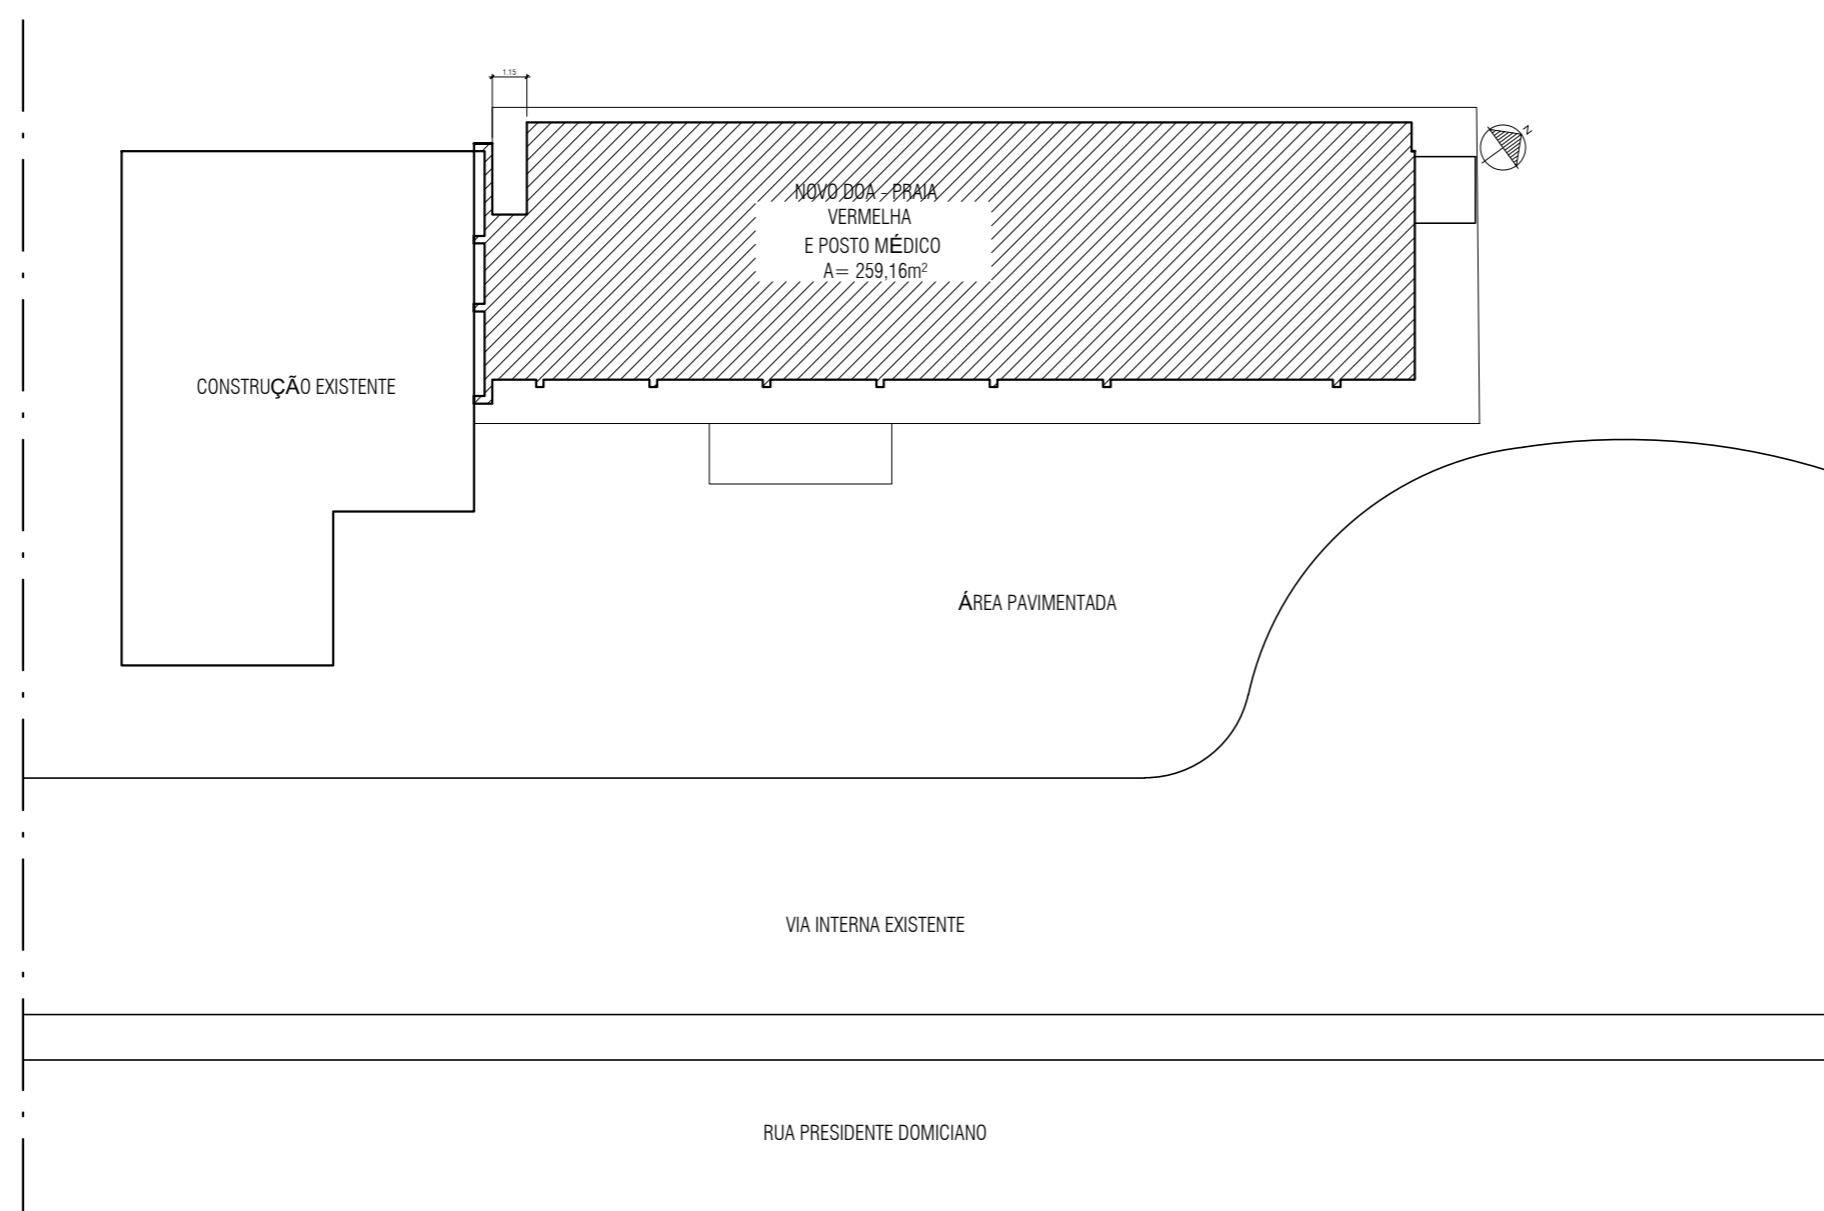 1.15
N
NOVO DOA - PRAIA
VERMELHA
E POSTO MÉDICO
A= 259,16m²
CONSTRUÇÃO EXISTENTE
ÁREA PAVIMENTADA
VIA INTERNA EXISTENTE
RUA PRESIDENTE DOMICIANO